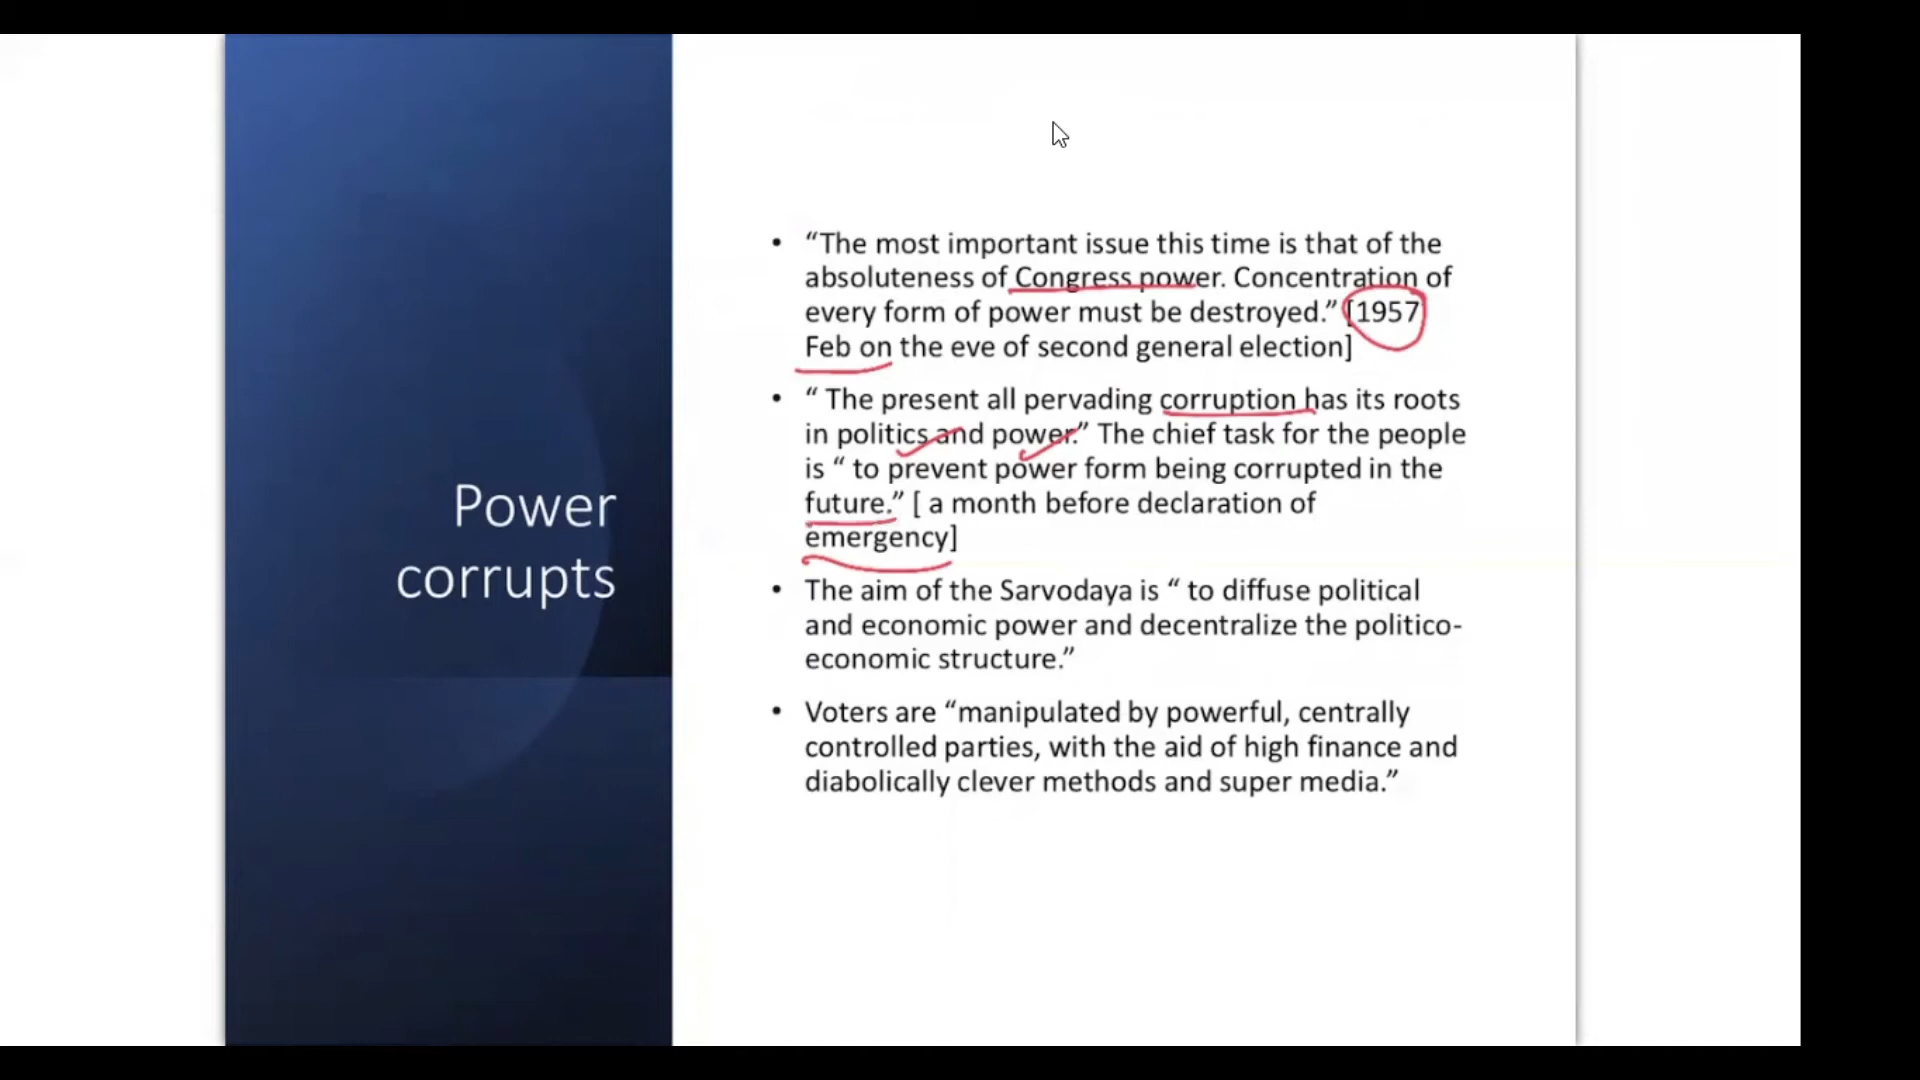 Power
corrupts
• “The most important issue this time is that of the
absoluteness of Congress power. Concentration of
every form of power must be destroyed.” [1957
Feb on the eve of second general election]
• “ The present all pervading corruption has its roots
in politics and power.” The chief task for the people
is “ to prevent power form being corrupted in the
future.” [ a month before declaration of
emergency]
• The aim of the Sarvodaya is “ to diffuse political
and economic power and decentralize the politico-
economic structure.”
• Voters are “manipulated by powerful, centrally
controlled parties, with the aid of high finance and
diabolically clever methods and super media.”